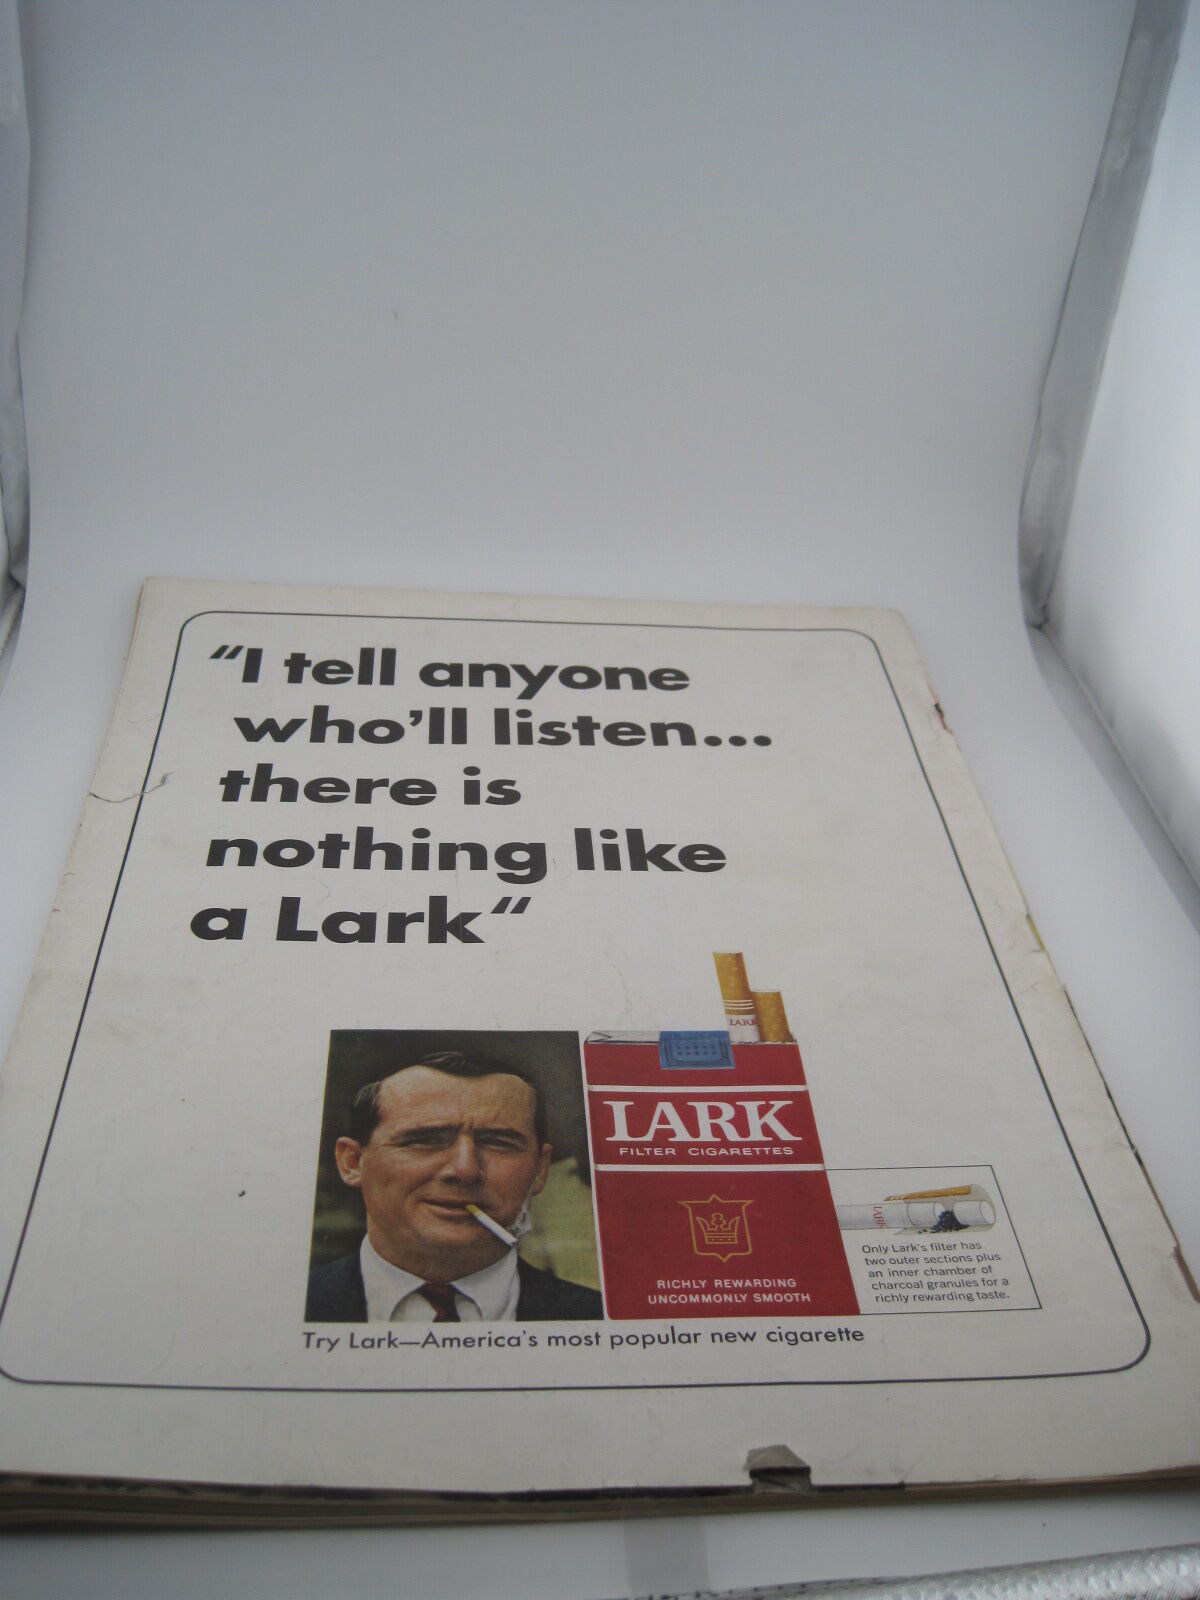 "I tell anyone
who'll listen...
there is
nothing like
a Lark"
LARK
LARK
FILTER CIGARETTES
RICHLY REWARDING
UNCOMMONLY SMOOTH
LARK
Only Lark's filter has
two outer sections plus
an inner chamber of
charcoal granules for a
richly rewarding taste.
Try Lark—America's most popular new cigarette